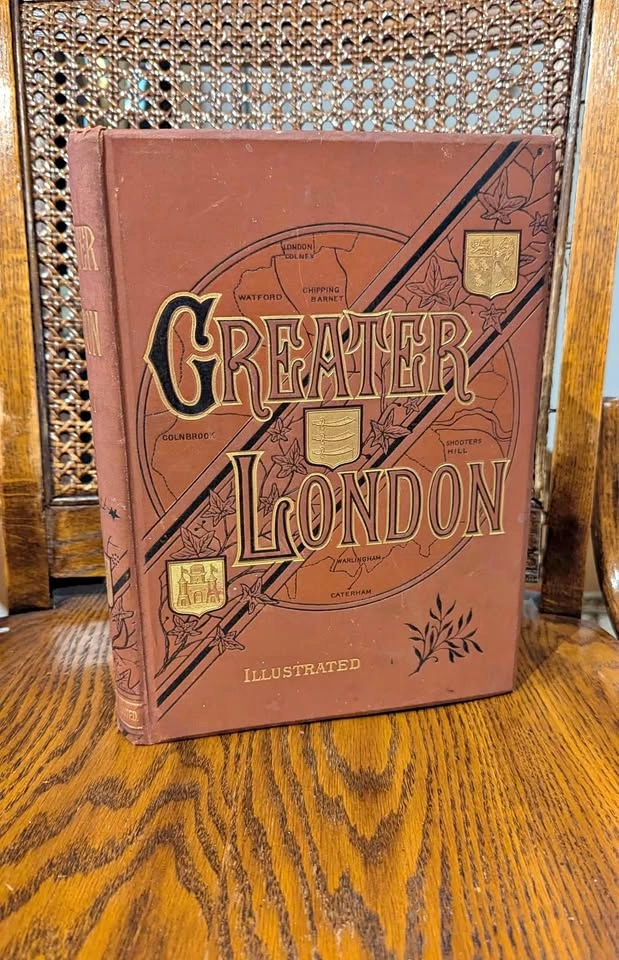 LONDON
COLNEY
WATFORD
CHIPPING
BARNET
GREATER
COLNBROOK
SHOOTERS
HILL
LONDON
WARLINGHAM
CATERHAM
ILLUSTRATED